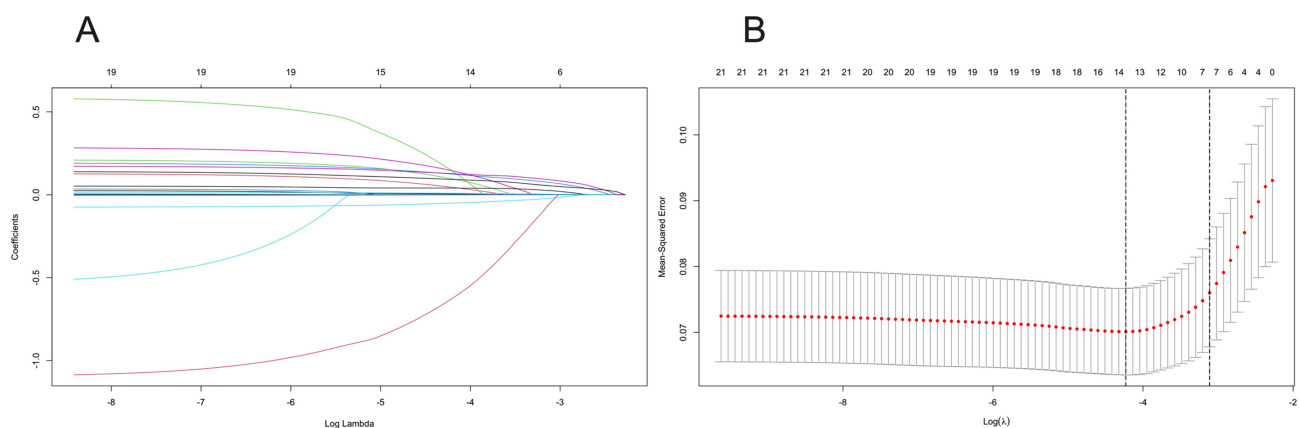 A
19 19 19 15 14 6
0.5
0.0
-0.5
-1.0
Coefficients
-8 -7 -6 -5 -4 -3
Log Lambda
B
21 21 21 21 21 21 21 20 20 20 19 19 19 19 19 19 18 18 16 14 13 12 10 7 7 6 4 4 0
0.10
0.09
0.08
0.07
Mean-Squared Error
-8 -6 -4 -2
Log(λ)